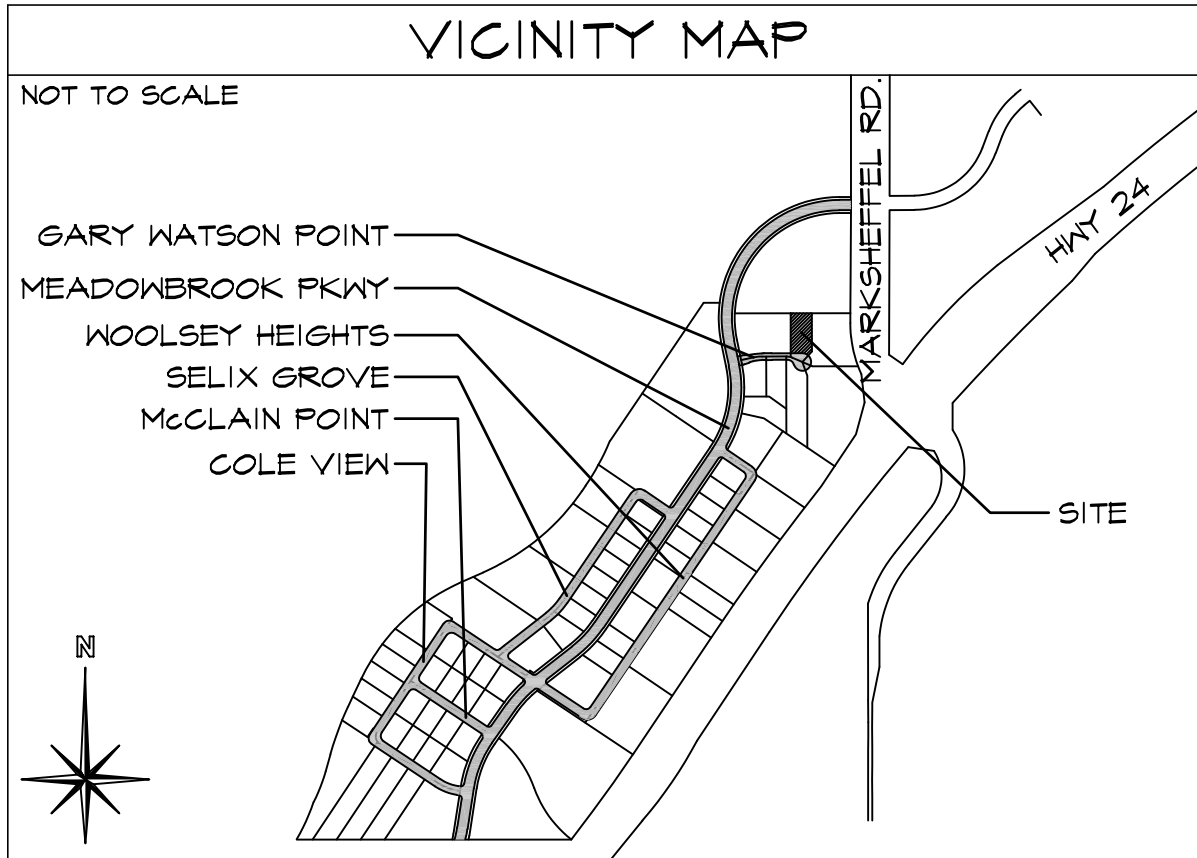 VICINITY MAP
NOT TO SCALE
MARKSHEFFEL RD.
HWY 24
GARY WATSON POINT
MEADOWBROOK PKWY
WOOLSEY HEIGHTS
SELIX GROVE
McCLAIN POINT
COLE VIEW
SITE
N